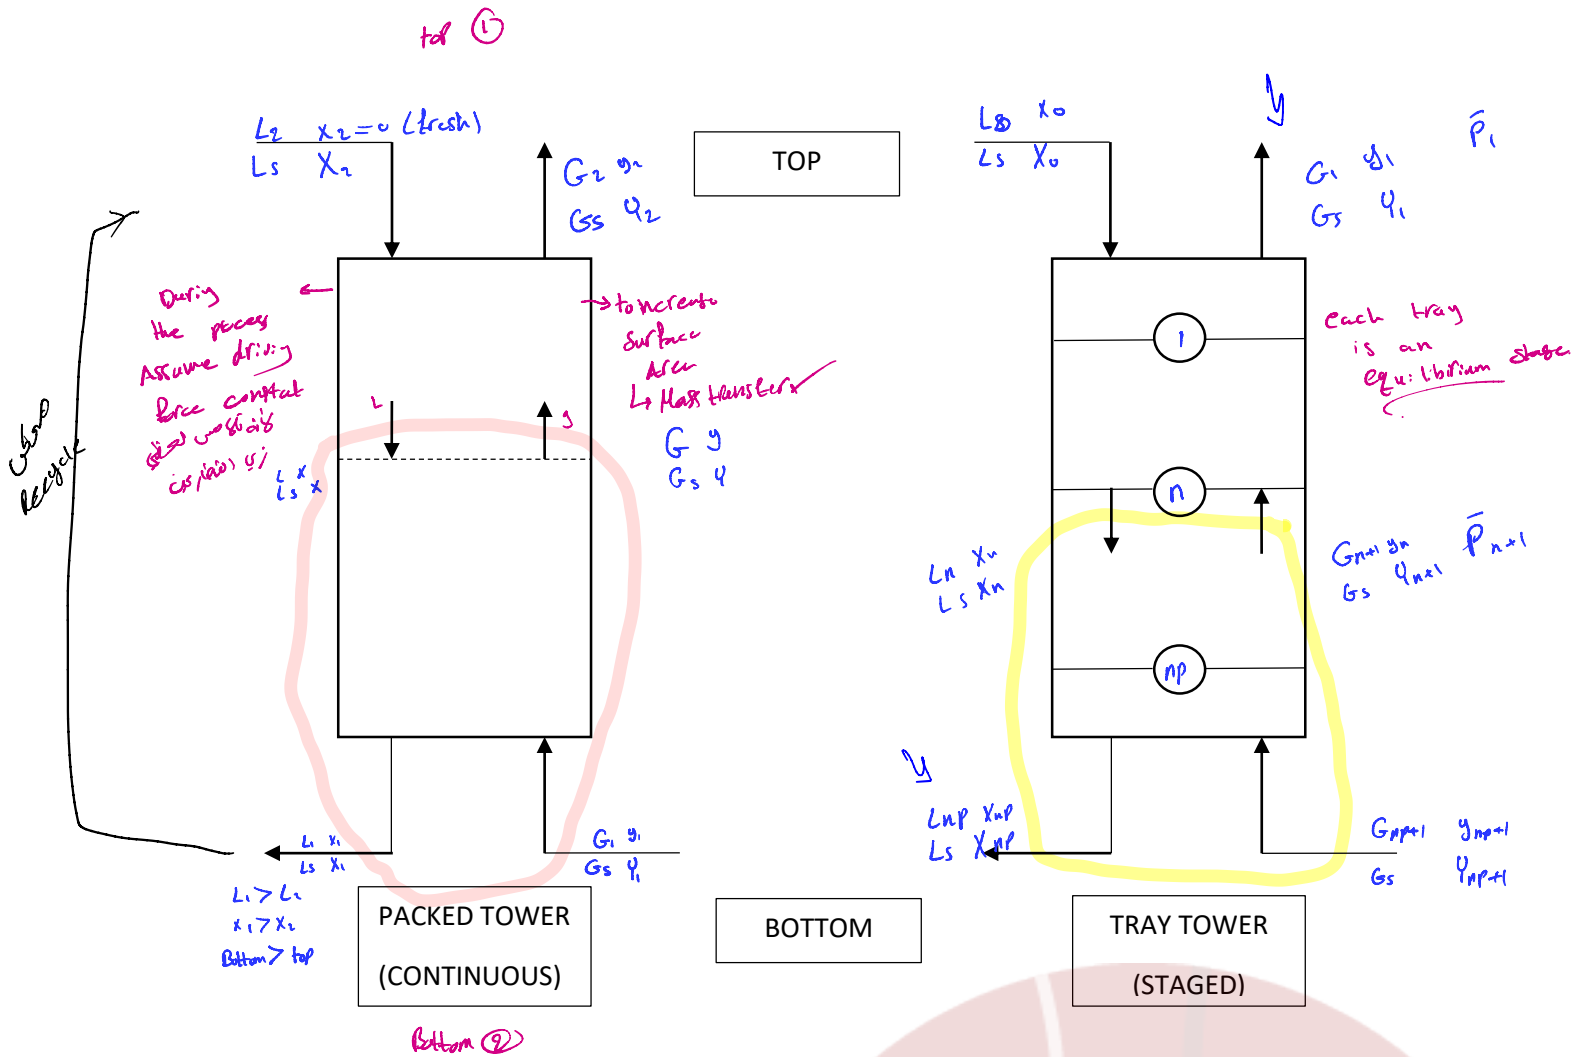 top ①
L₂ x₂=0 (fresh)
Ls X₂
G₂ y₂
Gs Y₂
TOP
L₀ x₀
Ls X₀
G₁ y₁ P̄₁
Gs Y₁
During
the process
Assume driving
force constant
→ to increase
Surface
Area
↳ Mass transfer ✓
L
y
G y
Gs Y
L x
Ls X
Recycle
1
each tray
is an
equilibrium stage
n
Ln xn
Ls Xn
Gn+1 yn P̄n+1
Gs Yn+1
np
L₁ x₁
Ls X₁
L₁ > L₂
x₁ > x₂
Bottom > top
G₁ y₁
Gs Y₁
Lnp xnp
Ls Xnp
Gnp+1 ynp+1
Gs Ynp+1
PACKED TOWER
(CONTINUOUS)
BOTTOM
TRAY TOWER
(STAGED)
Bottom ②